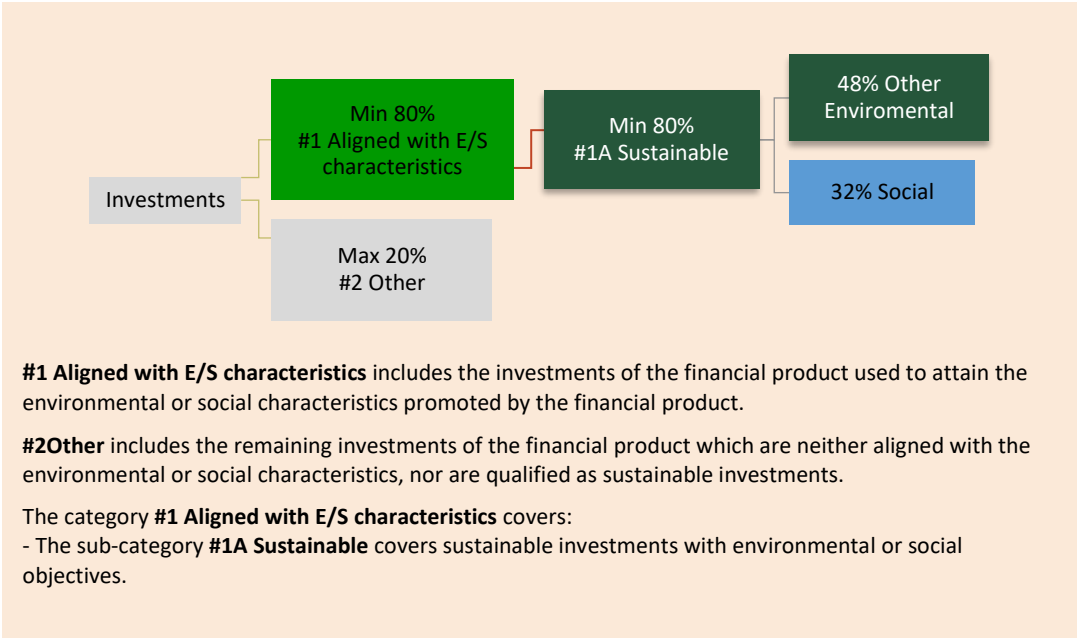 Investments
Min 80%
#1 Aligned with E/S
characteristics
Max 20%
#2 Other
Min 80%
#1A Sustainable
48% Other
Enviromental
32% Social
#1 Aligned with E/S characteristics includes the investments of the financial product used to attain the
environmental or social characteristics promoted by the financial product.
#2Other includes the remaining investments of the financial product which are neither aligned with the
environmental or social characteristics, nor are qualified as sustainable investments.
The category #1 Aligned with E/S characteristics covers:
- The sub-category #1A Sustainable covers sustainable investments with environmental or social
objectives.